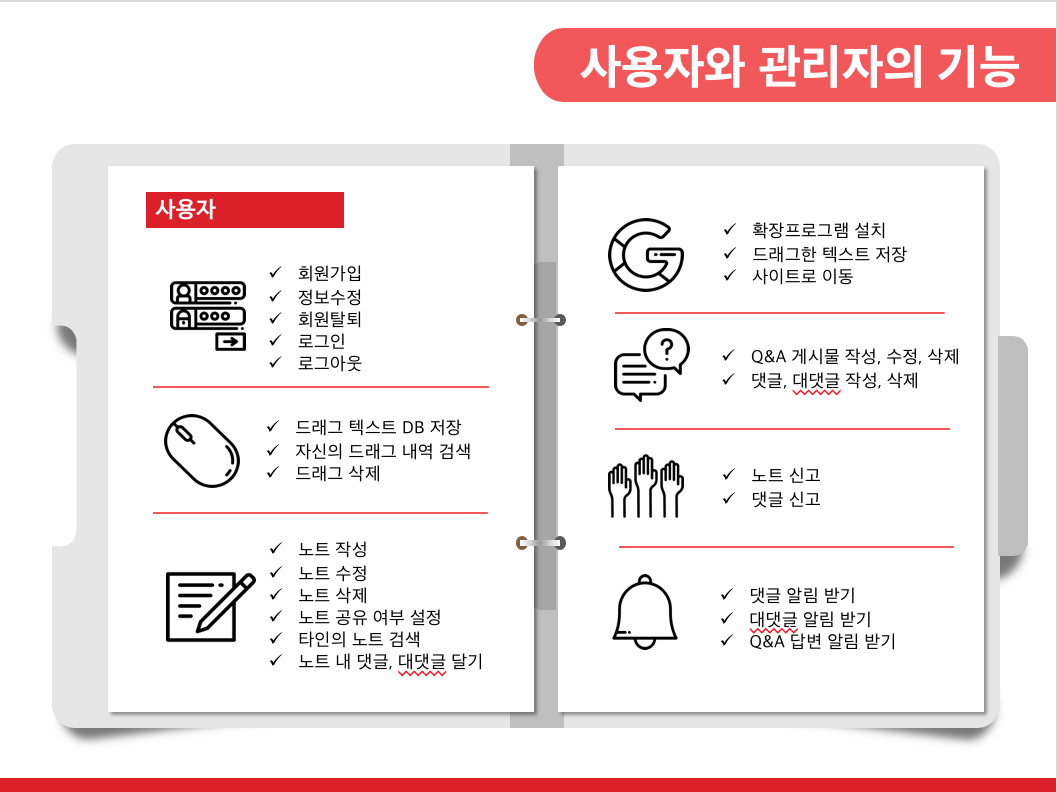 사용자와 관리자의 기능
사용자
✓ 회원가입
✓ 정보수정
✓ 회원탈퇴
✓ 로그인
✓ 로그아웃
✓ 드래그 텍스트 DB 저장
✓ 자신의 드래그 내역 검색
✓ 드래그 삭제
✓ 노트 작성
✓ 노트 수정
✓ 노트 삭제
✓ 노트 공유 여부 설정
✓ 타인의 노트 검색
✓ 노트 내 댓글, 대댓글 달기
✓ 확장프로그램 설치
✓ 드래그한 텍스트 저장
✓ 사이트로 이동
✓ Q&A 게시물 작성, 수정, 삭제
✓ 댓글, 대댓글 작성, 삭제
✓ 노트 신고
✓ 댓글 신고
✓ 댓글 알림 받기
✓ 대댓글 알림 받기
✓ Q&A 답변 알림 받기